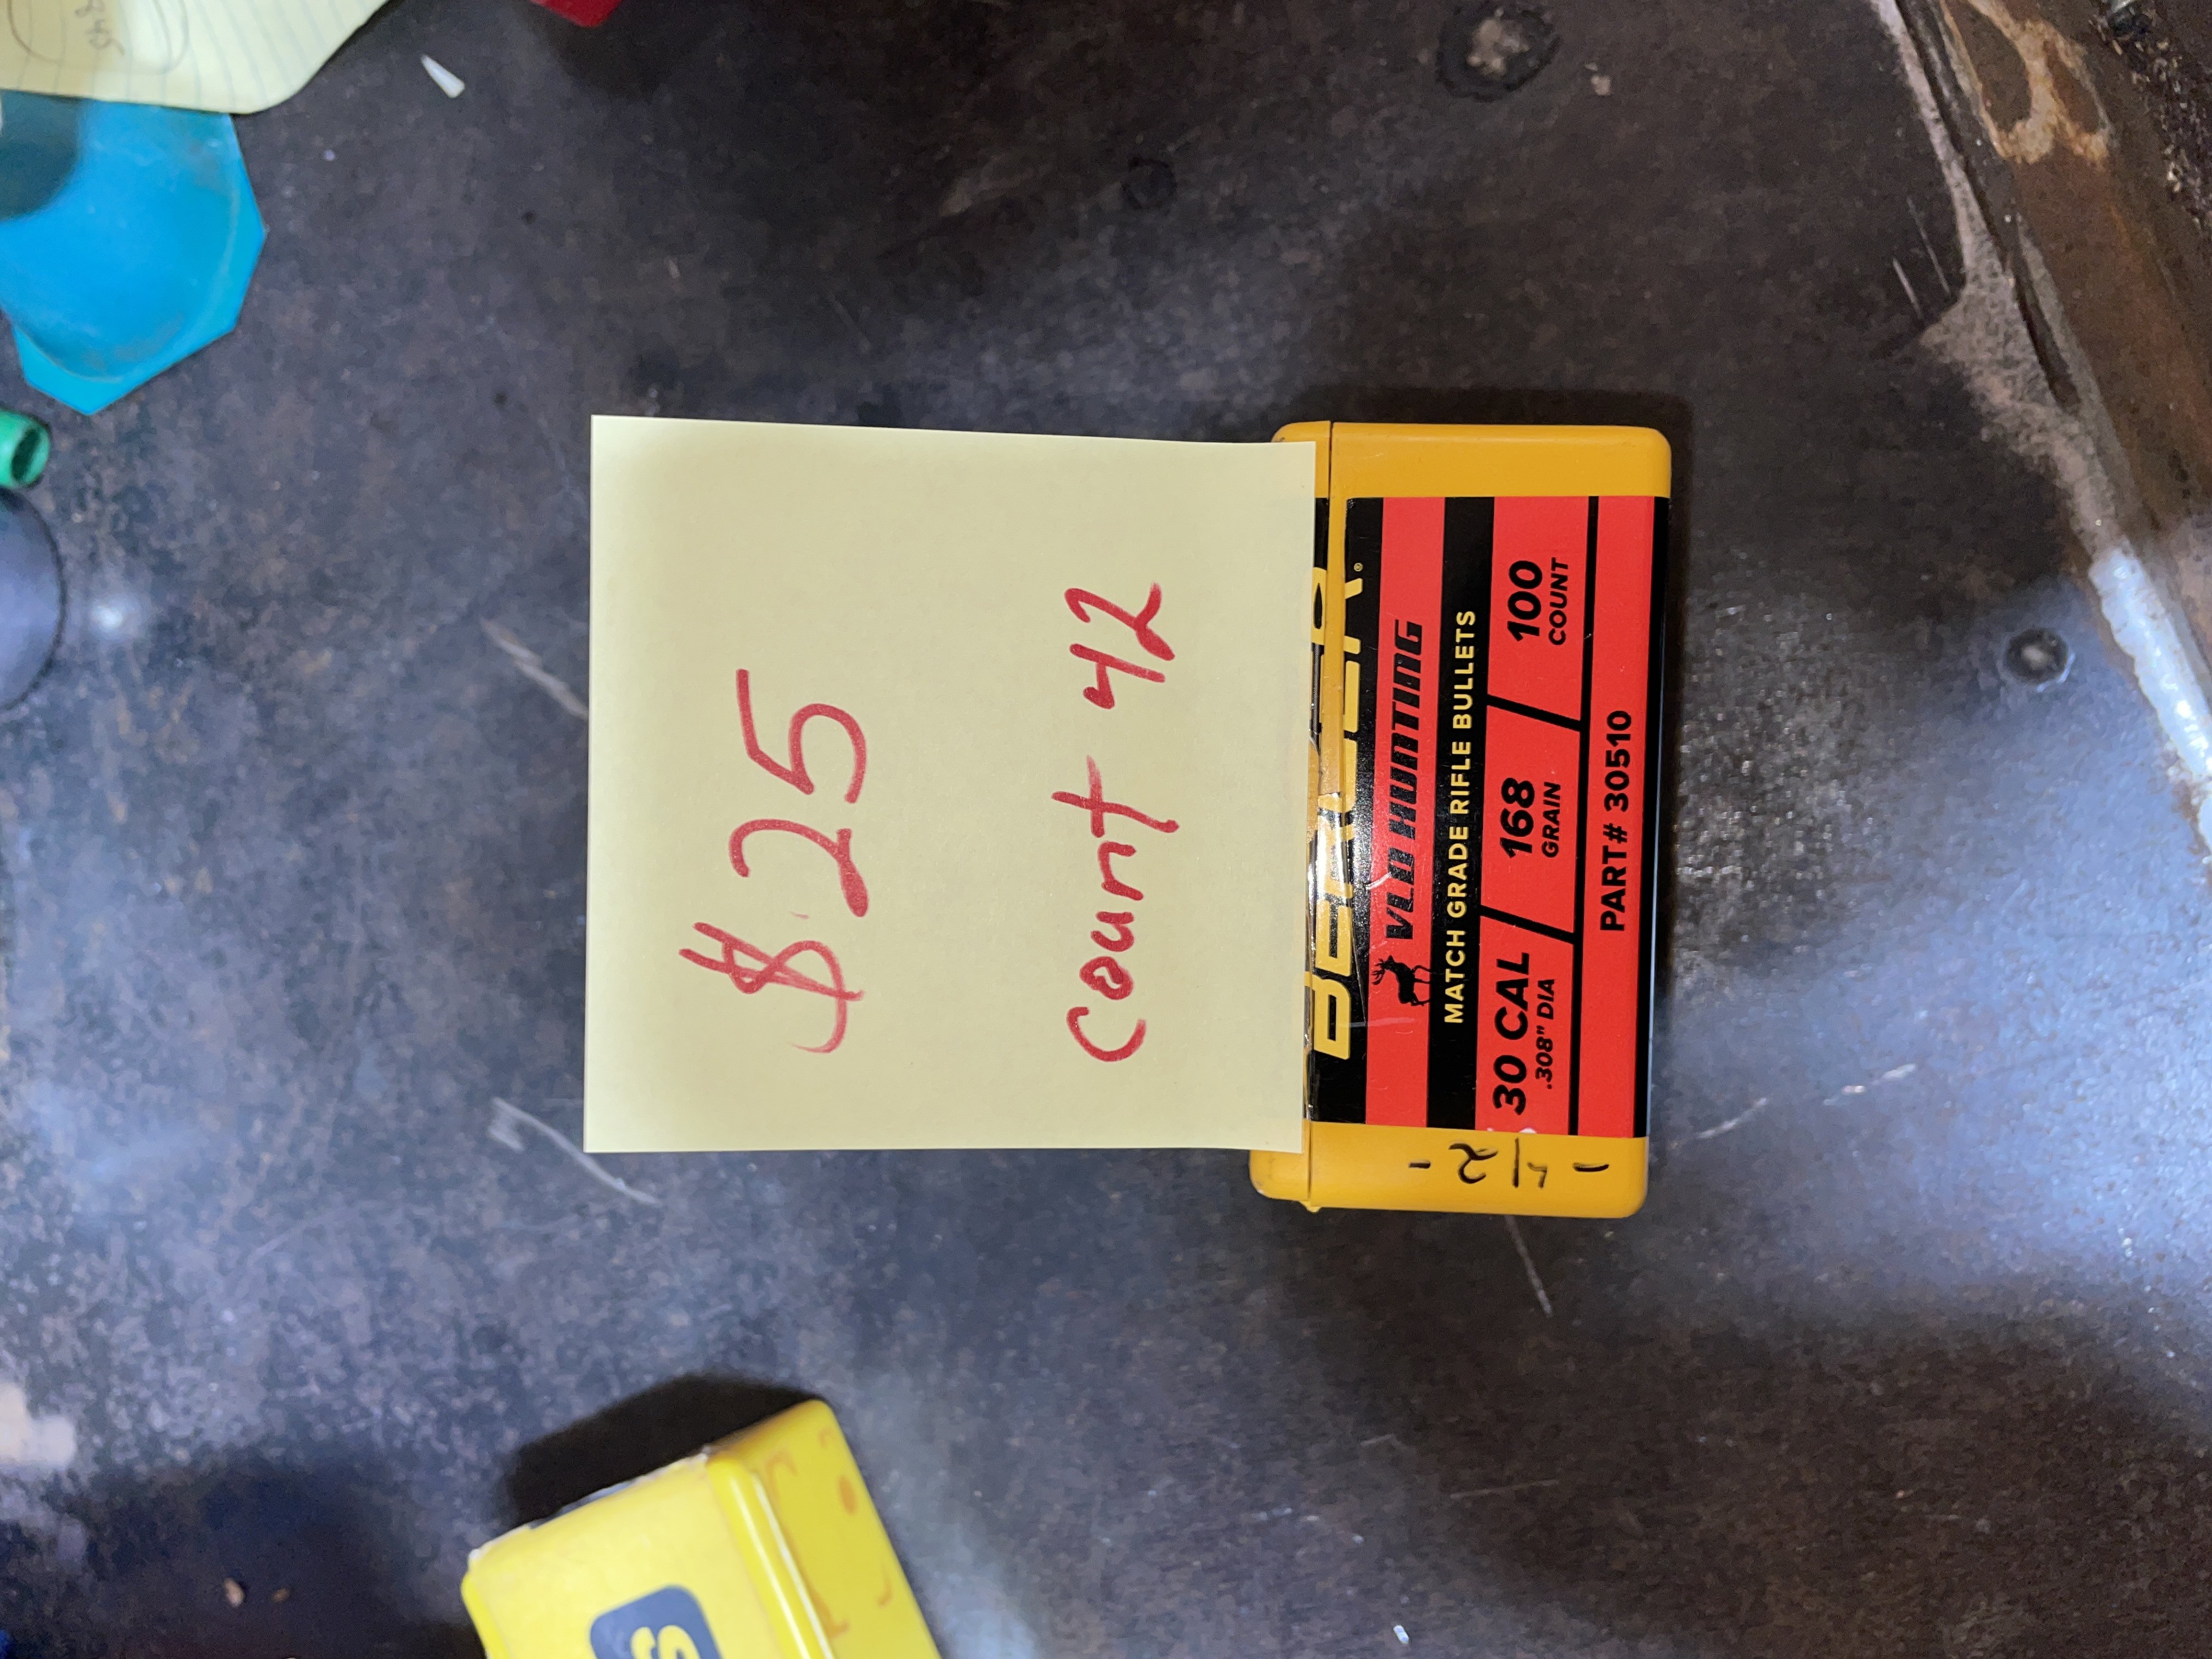 $25
count 42
BERGER®
VLD HUNTING
MATCH GRADE RIFLE BULLETS
30 CAL 168 100
.308" DIA GRAIN COUNT
PART# 30510
-42-
S